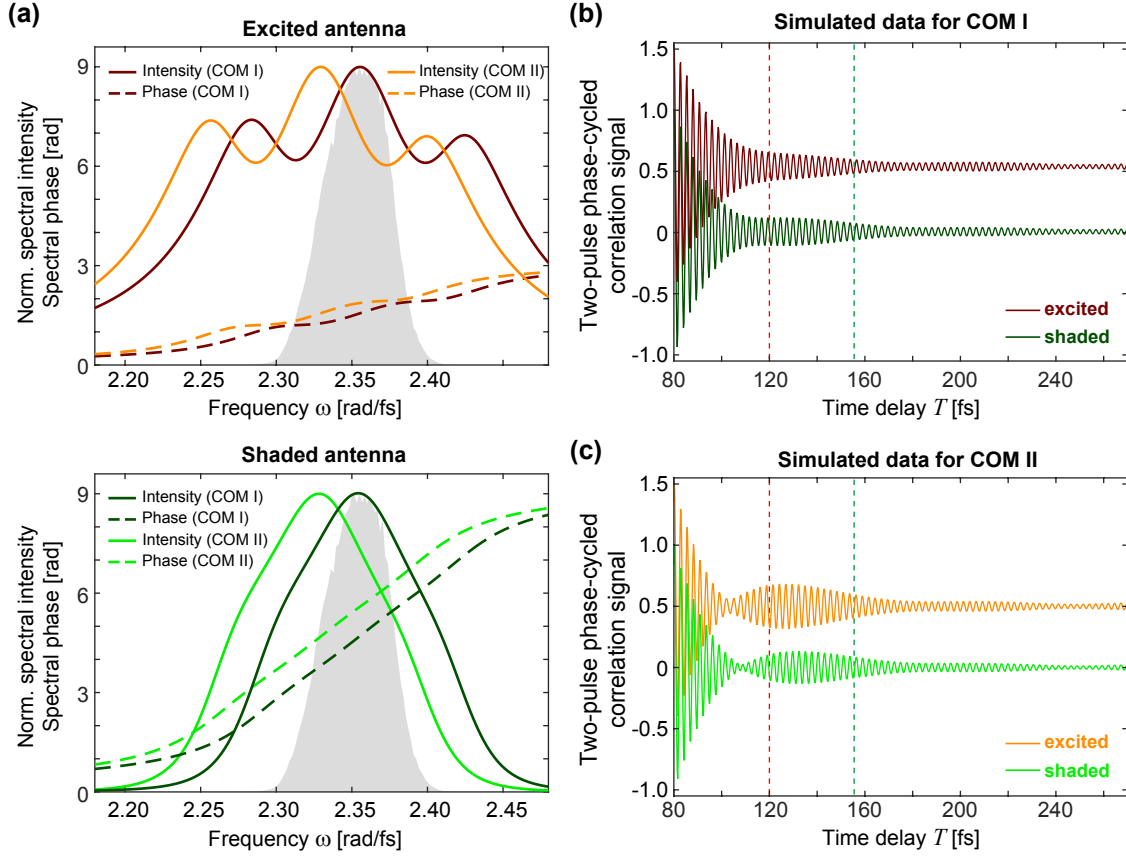 (a)
Excited antenna
Norm. spectral intensity
Spectral phase [rad]
9
6
3
0
Intensity (COM I)
Phase (COM I)
Intensity (COM II)
Phase (COM II)
2.20 2.25 2.30 2.35 2.40
Frequency ω [rad/fs]
Shaded antenna
Norm. spectral intensity
Spectral phase [rad]
9
6
3
0
Intensity (COM I)
Phase (COM I)
Intensity (COM II)
Phase (COM II)
2.20 2.25 2.30 2.35 2.40 2.45
Frequency ω [rad/fs]
(b)
Simulated data for COM I
Two-pulse phase-cycled
correlation signal
1.5
1.0
0.5
0
-0.5
-1.0
excited
shaded
80 120 160 200 240
Time delay T [fs]
(c)
Simulated data for COM II
Two-pulse phase-cycled
correlation signal
1.5
1.0
0.5
0
-0.5
-1.0
excited
shaded
80 120 160 200 240
Time delay T [fs]